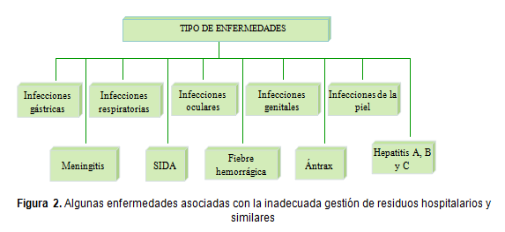 TIPO DE ENFERMEDADES
Infecciones
gástricas
Infecciones
respiratorias
Infecciones
oculares
Infecciones
genitales
Infecciones de la
piel
Meningitis
SIDA
Fiebre
hemorrágica
Ántrax
Hepatitis A, B
y C
Figura 2. Algunas enfermedades asociadas con la inadecuada gestión de residuos hospitalarios y
similares